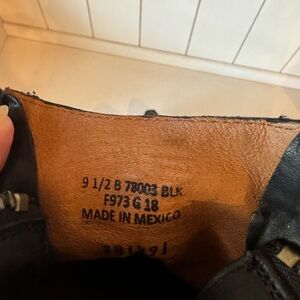 9 1/2 B 78003 BLK
F973 G 18
MADE IN MEXICO